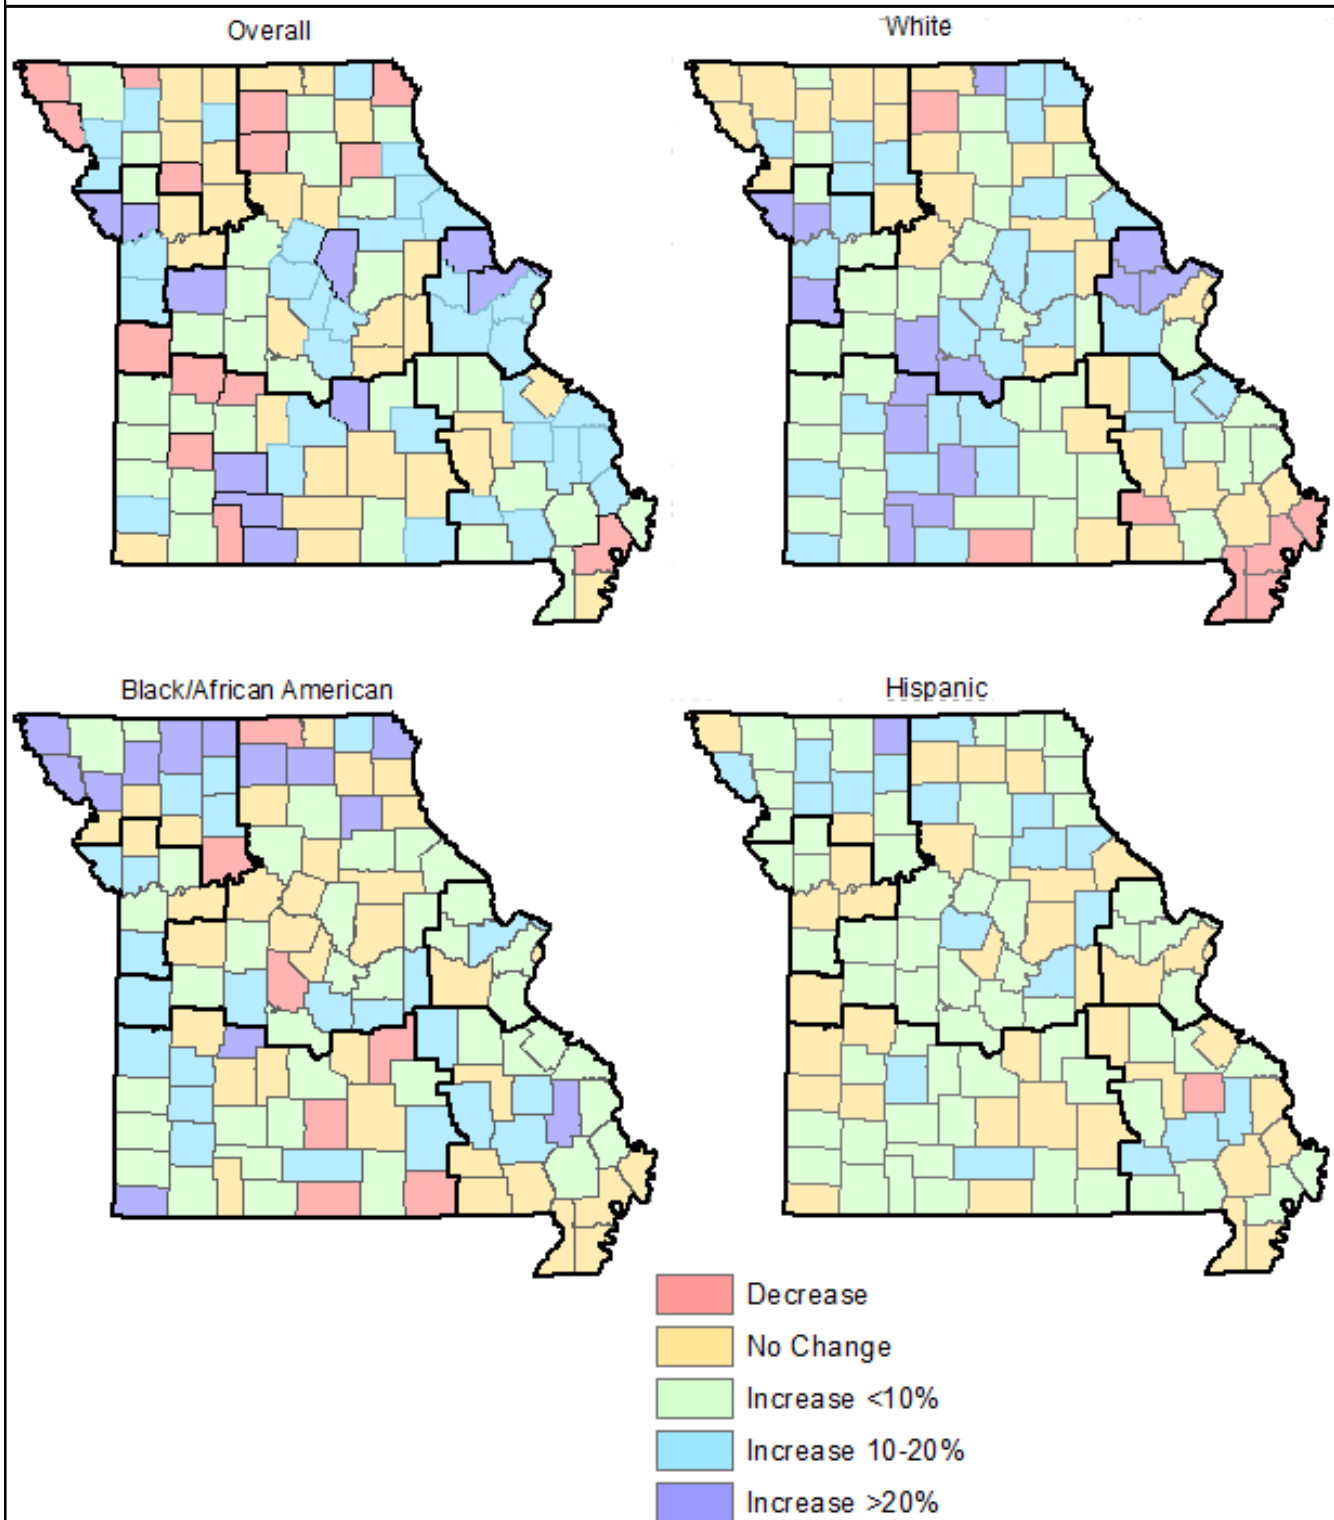 Overall
White
Black/African American
Hispanic
Decrease
No Change
Increase <10%
Increase 10-20%
Increase >20%